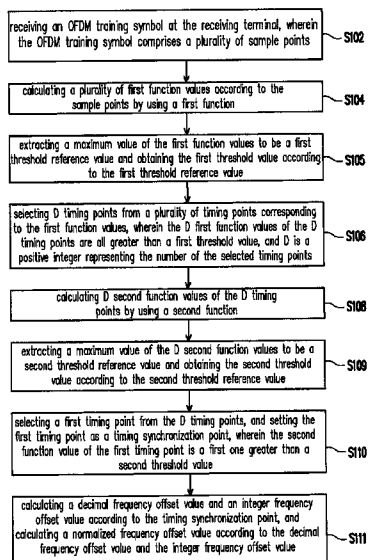 receiving an OFDM training symbol at the receiving terminal, wherein
the OFDM training symbol comprises a plurality of sample points
S102
calculating a plurality of first function values according to the
sample points by using a first function
S104
extracting a maximum value of the first function values to be a first
threshold reference value and obtaining the first threshold value according
to the first threshold reference value
S105
selecting D timing points from a plurality of timing points corresponding
to the first function values, wherein the D first function values of the D
timing points are all greater than a first threshold value, and D is a
positive integer representing the number of the selected timing points
S106
calculating D second function values of the D timing
points by using a second function
S108
extracting a maximum value of the D second function values to be a
second threshold reference value and obtaining the second threshold
value according to the second threshold reference value
S109
selecting a first timing point from the D timing points, and setting the
first timing point as a timing synchronization point, wherein the second
function value of the first timing point is a first one greater than a
second threshold value
S110
calculating a decimal frequency offset value and an integer frequency
offset value according to the timing synchronization point, and
calculating a normalized frequency offset value according to the decimal
frequency offset value and the integer frequency offset value
S111